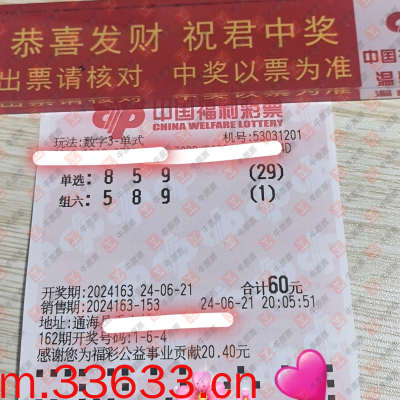 恭喜发财 祝君中奖
中国
出票请核对 中奖以票为准
温
中国福利彩票
CHINA WELFARE LOTTERY
玩法:数字3-单式 机号:53031201
单选: 8 5 9 (29)
组六: 5 8 9 (1)
开奖期:2024163 24-06-21 合计60元
销售期:2024163-153 24-06-21 20:05:51
地址:通海县
162期开奖号码:1-6-4
感谢您为福彩公益事业贡献20.40元
m.33633.cn